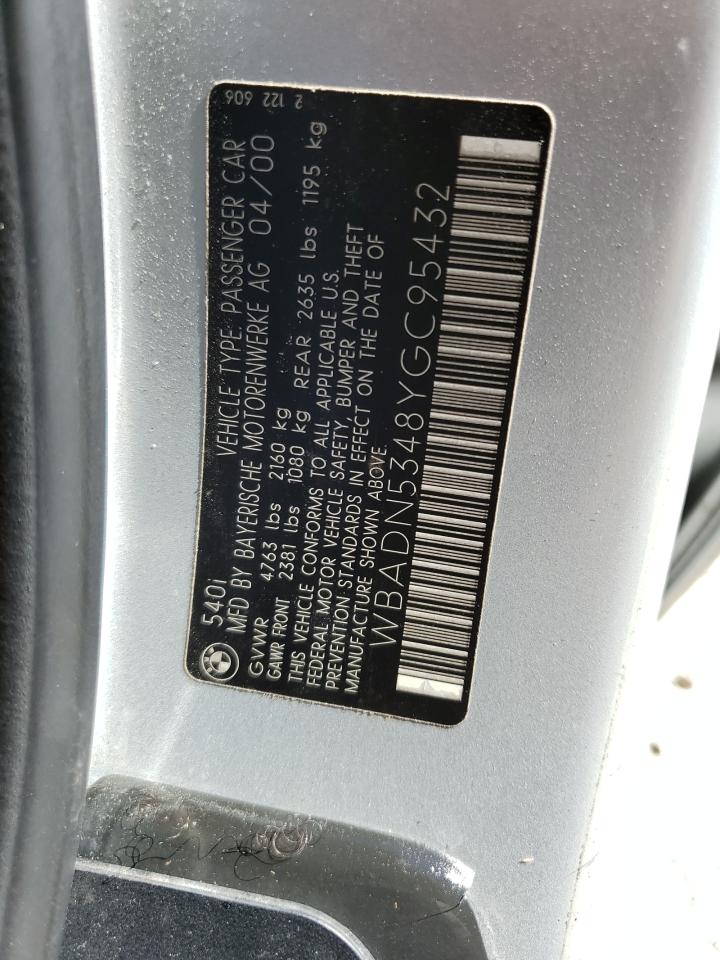 2 122 606
540i VEHICLE TYPE: PASSENGER CAR
MFD BY BAYERISCHE MOTORENWERKE AG 04/00
GVWR 4763 lbs 2160 kg
GAWR FRONT 2381 lbs 1080 kg REAR 2635 lbs 1195 kg
THIS VEHICLE CONFORMS TO ALL APPLICABLE U.S.
FEDERAL MOTOR VEHICLE SAFETY, BUMPER AND THEFT
PREVENTION STANDARDS IN EFFECT ON THE DATE OF
MANUFACTURE SHOWN ABOVE.
WBADN5348YGC95432